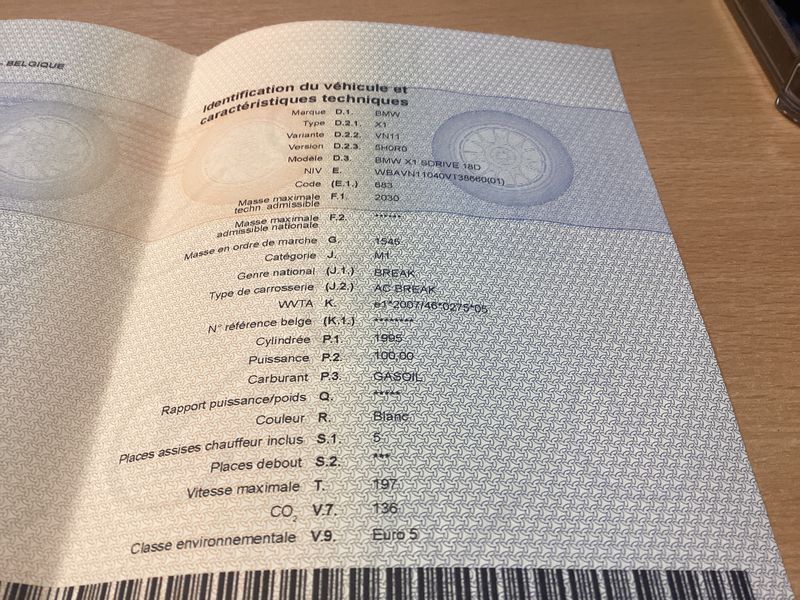 - BELGIQUE
Identification du véhicule et
caractéristiques techniques
Marque D.1. BMW
Type D.2.1. X1
Variante D.2.2. VN11
Version D.2.3. 5H0R0
Modèle D.3. BMW X1 SDRIVE 18D
NIV E. WBAVN11040VT38660(01)
Code (E.1.) 683
Masse maximale
techn. admissible F.1. 2030
Masse maximale
admissible nationale F.2. ******
Masse en ordre de marche G. 1545
Catégorie J. M1
Genre national (J.1.) BREAK
Type de carrosserie (J.2.) AC BREAK
WVTA K. e1*2007/46*0275*05
N° référence belge (K.1.) ********
Cylindrée P.1. 1995
Puissance P.2. 100,00
Carburant P.3. GASOIL
Rapport puissance/poids Q. *****
Couleur R. Blanc
Places assises chauffeur inclus S.1. 5
Places debout S.2. ***
Vitesse maximale T. 197
CO2 V.7. 136
Classe environnementale V.9. Euro 5